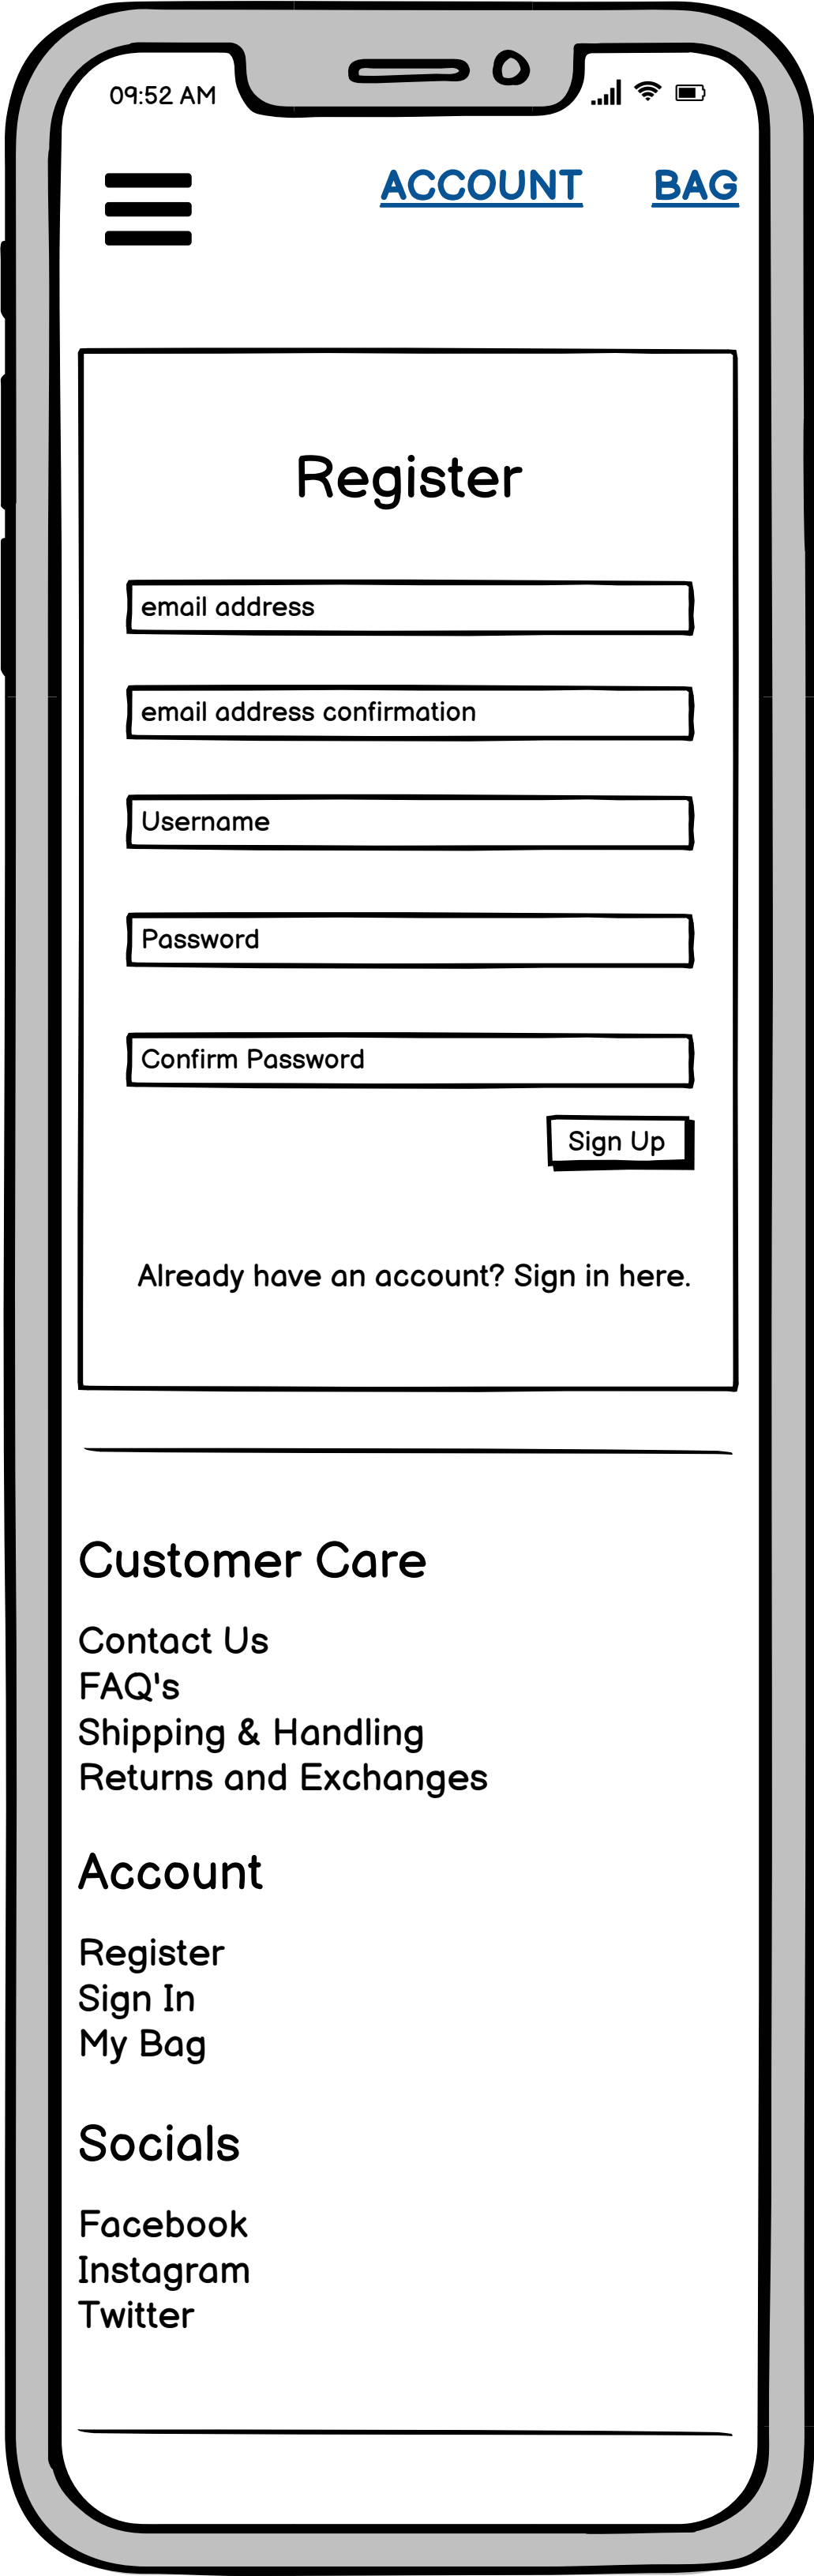 09:52 AM
ACCOUNT BAG
Register
email address
email address confirmation
Username
Password
Confirm Password
Sign Up
Already have an account? Sign in here.
Customer Care
Contact Us
FAQ's
Shipping & Handling
Returns and Exchanges
Account
Register
Sign In
My Bag
Socials
Facebook
Instagram
Twitter